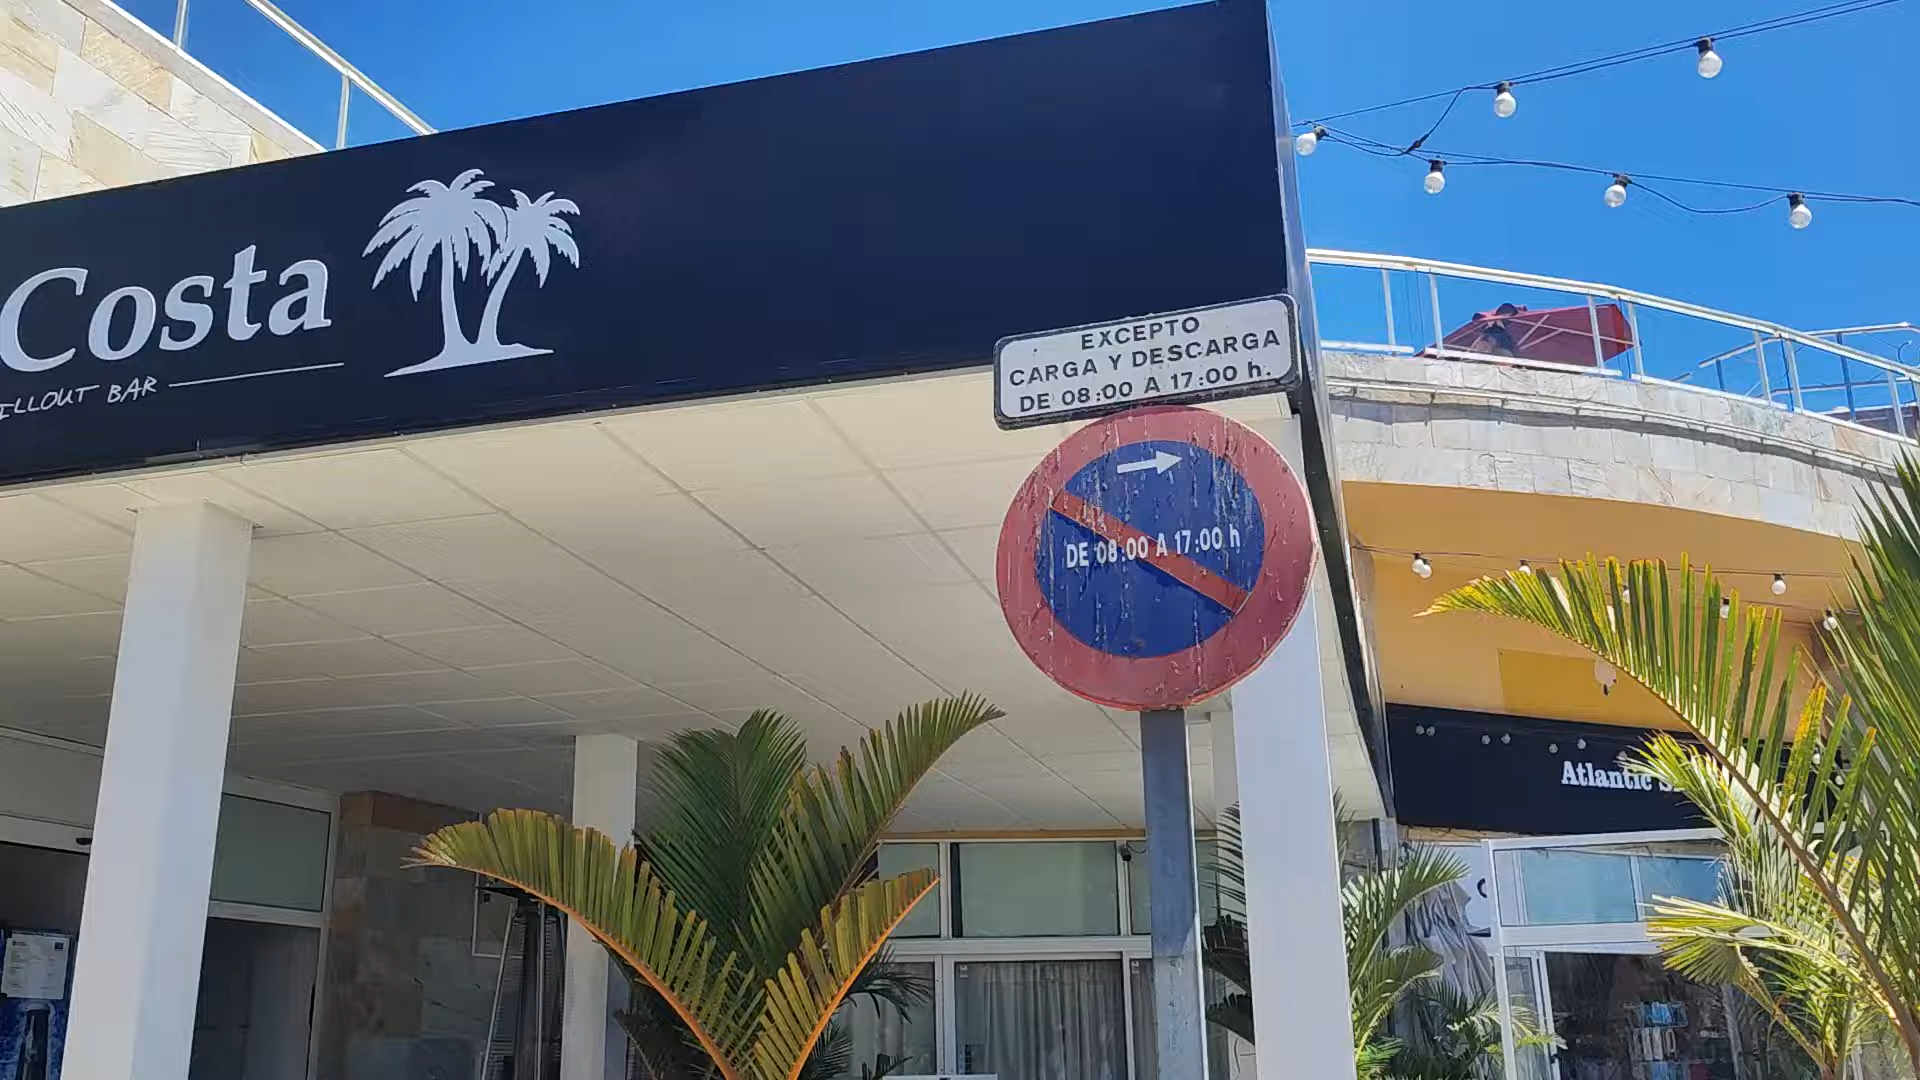 Costa
BAR
EXCEPTO
CARGA Y DESCARGA
DE 08:00 A 17:00 h.
DE 08:00 A 17:00 h
Atlantic